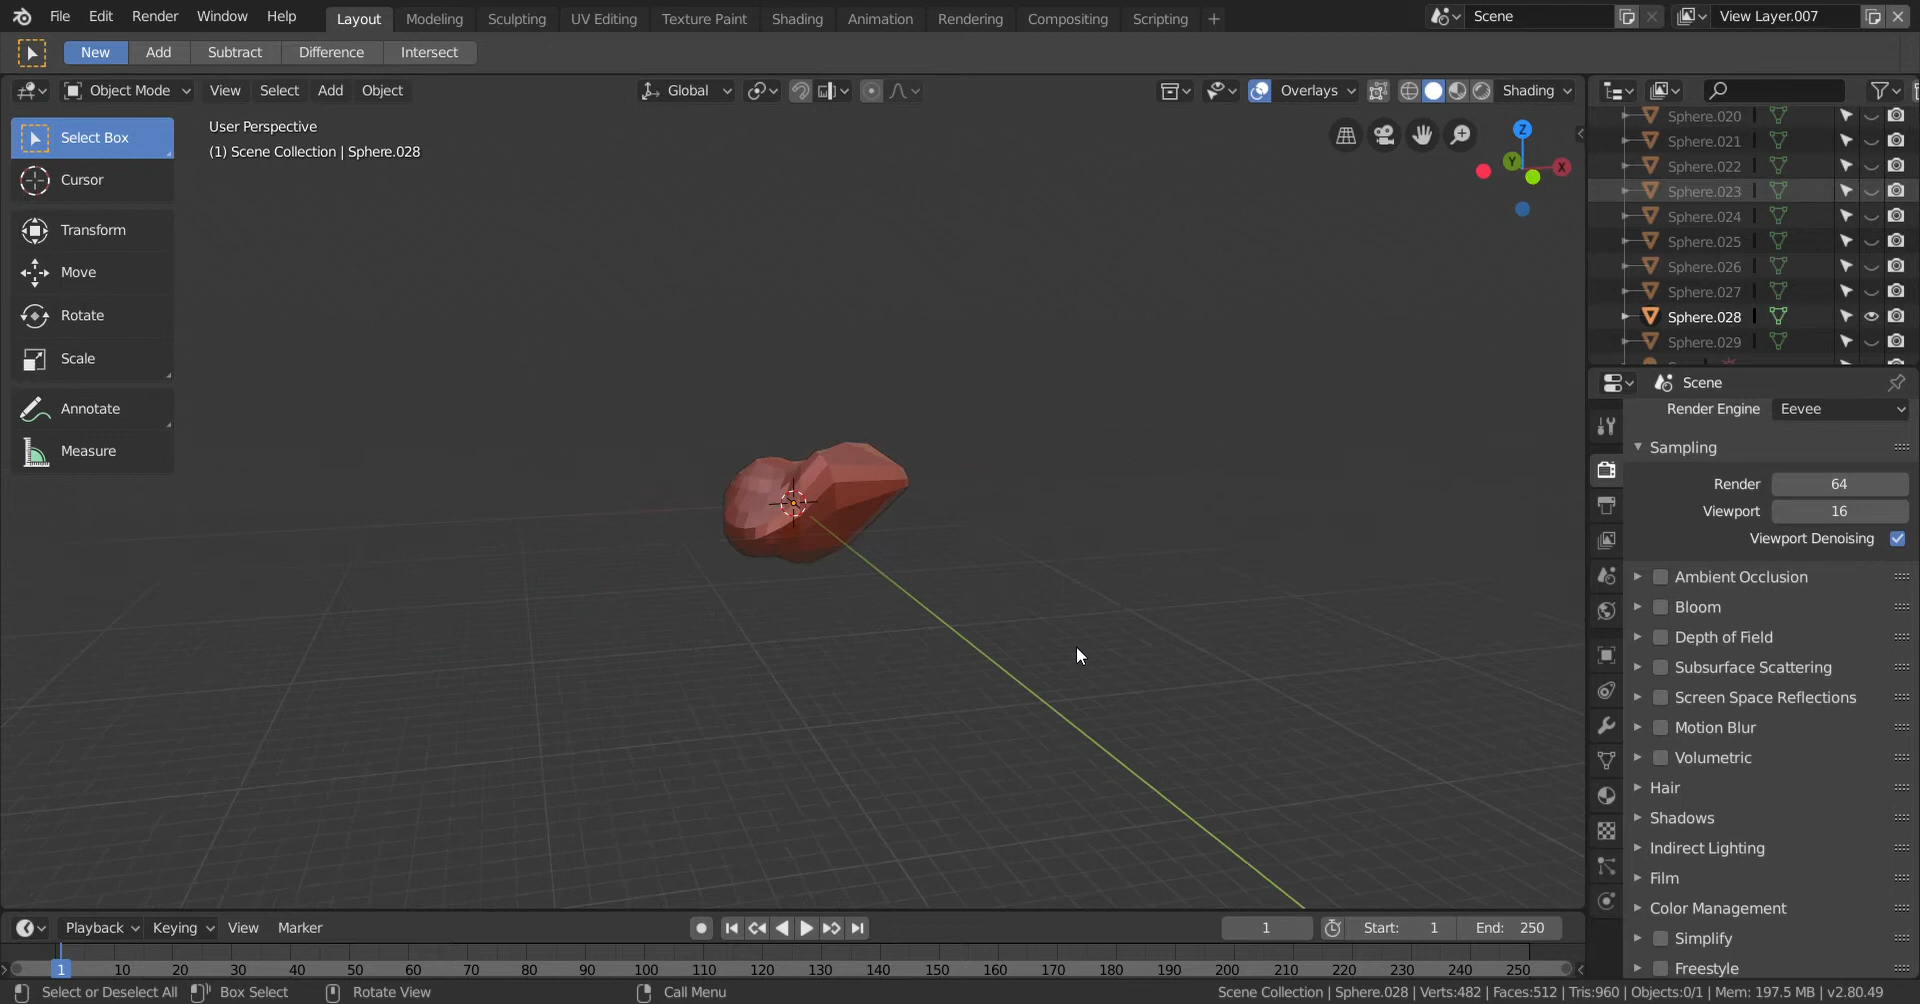 File Edit Render Window Help Layout Modeling Sculpting UV Editing Texture Paint Shading Animation Rendering Compositing Scripting + Scene View Layer.007
New Add Subtract Difference Intersect
Object Mode View Select Add Object Global Overlays Shading
Select Box
Cursor
Transform
Move
Rotate
Scale
Annotate
Measure
User Perspective
(1) Scene Collection | Sphere.028
Z
Y
X
Sphere.020
Sphere.021
Sphere.022
Sphere.023
Sphere.024
Sphere.025
Sphere.026
Sphere.027
Sphere.028
Sphere.029
Scene
Render Engine Eevee
Sampling
Render 64
Viewport 16
Viewport Denoising
Ambient Occlusion
Bloom
Depth of Field
Subsurface Scattering
Screen Space Reflections
Motion Blur
Volumetric
Hair
Shadows
Indirect Lighting
Film
Color Management
Simplify
Freestyle
Playback Keying View Marker 1 Start: 1 End: 250
1 10 20 30 40 50 60 70 80 90 100 110 120 130 140 150 160 170 180 190 200 210 220 230 240 250
Select or Deselect All Box Select Rotate View Call Menu Scene Collection | Sphere.028 | Verts:482 | Faces:512 | Tris:960 | Objects:0/1 | Mem: 197.5 MB | v2.80.49